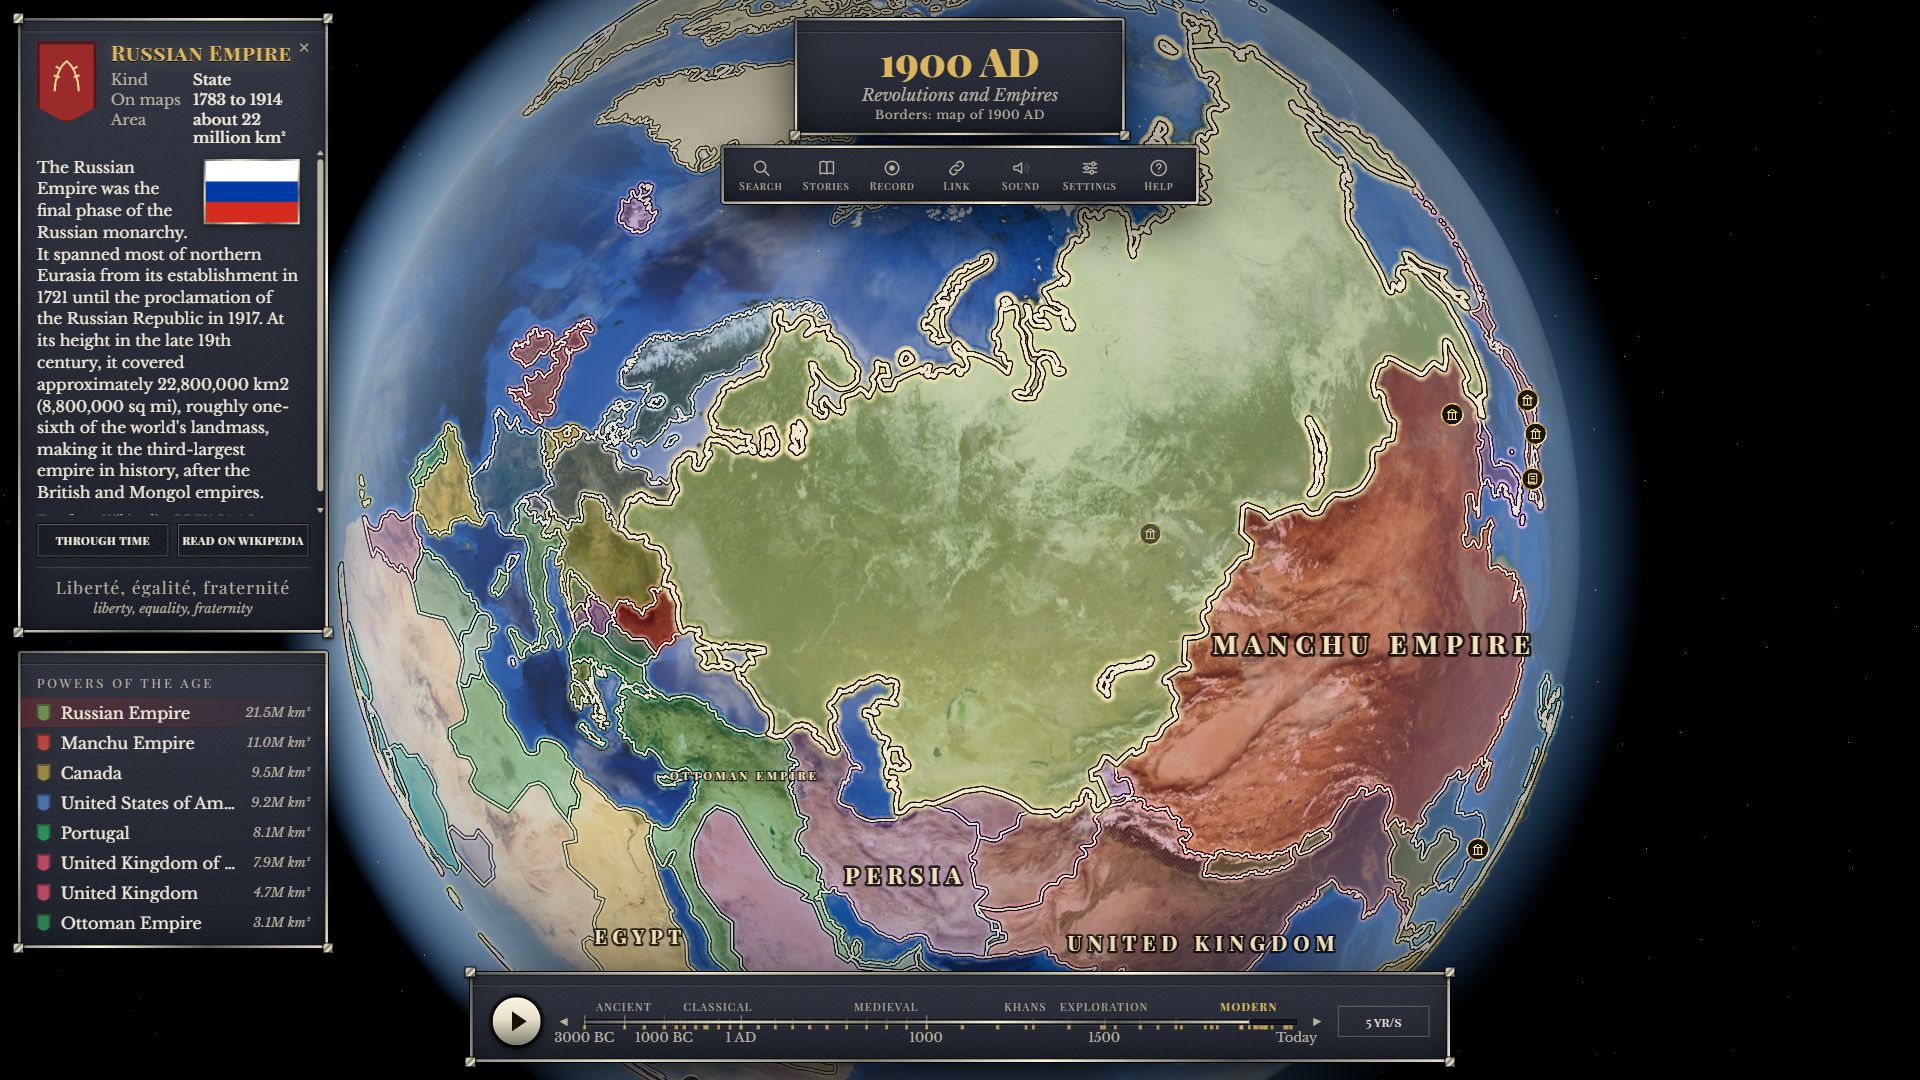 Russian Empire
Kind State
On maps 1783 to 1914
Area about 22
million km²
The Russian
Empire was the
final phase of the
Russian monarchy.
It spanned most of northern
Eurasia from its establishment in
1721 until the proclamation of
the Russian Republic in 1917. At
its height in the late 19th
century, it covered
approximately 22,800,000 km2
(8,800,000 sq mi), roughly one-
sixth of the world's landmass,
making it the third-largest
empire in history, after the
British and Mongol empires.
THROUGH TIME
READ ON WIKIPEDIA
Liberté, égalité, fraternité
liberty, equality, fraternity
POWERS OF THE AGE
Russian Empire 21.5M km²
Manchu Empire 11.0M km²
Canada 9.5M km²
United States of Am... 9.2M km²
Portugal 8.1M km²
United Kingdom of ... 7.9M km²
United Kingdom 4.7M km²
Ottoman Empire 3.1M km²
1900 AD
Revolutions and Empires
Borders: map of 1900 AD
SEARCH
STORIES
RECORD
LINK
SOUND
SETTINGS
HELP
MANCHU EMPIRE
OTTOMAN EMPIRE
PERSIA
EGYPT
UNITED KINGDOM
ANCIENT
CLASSICAL
MEDIEVAL
KHANS
EXPLORATION
MODERN
3000 BC
1000 BC
1 AD
1000
1500
Today
5 YR/S